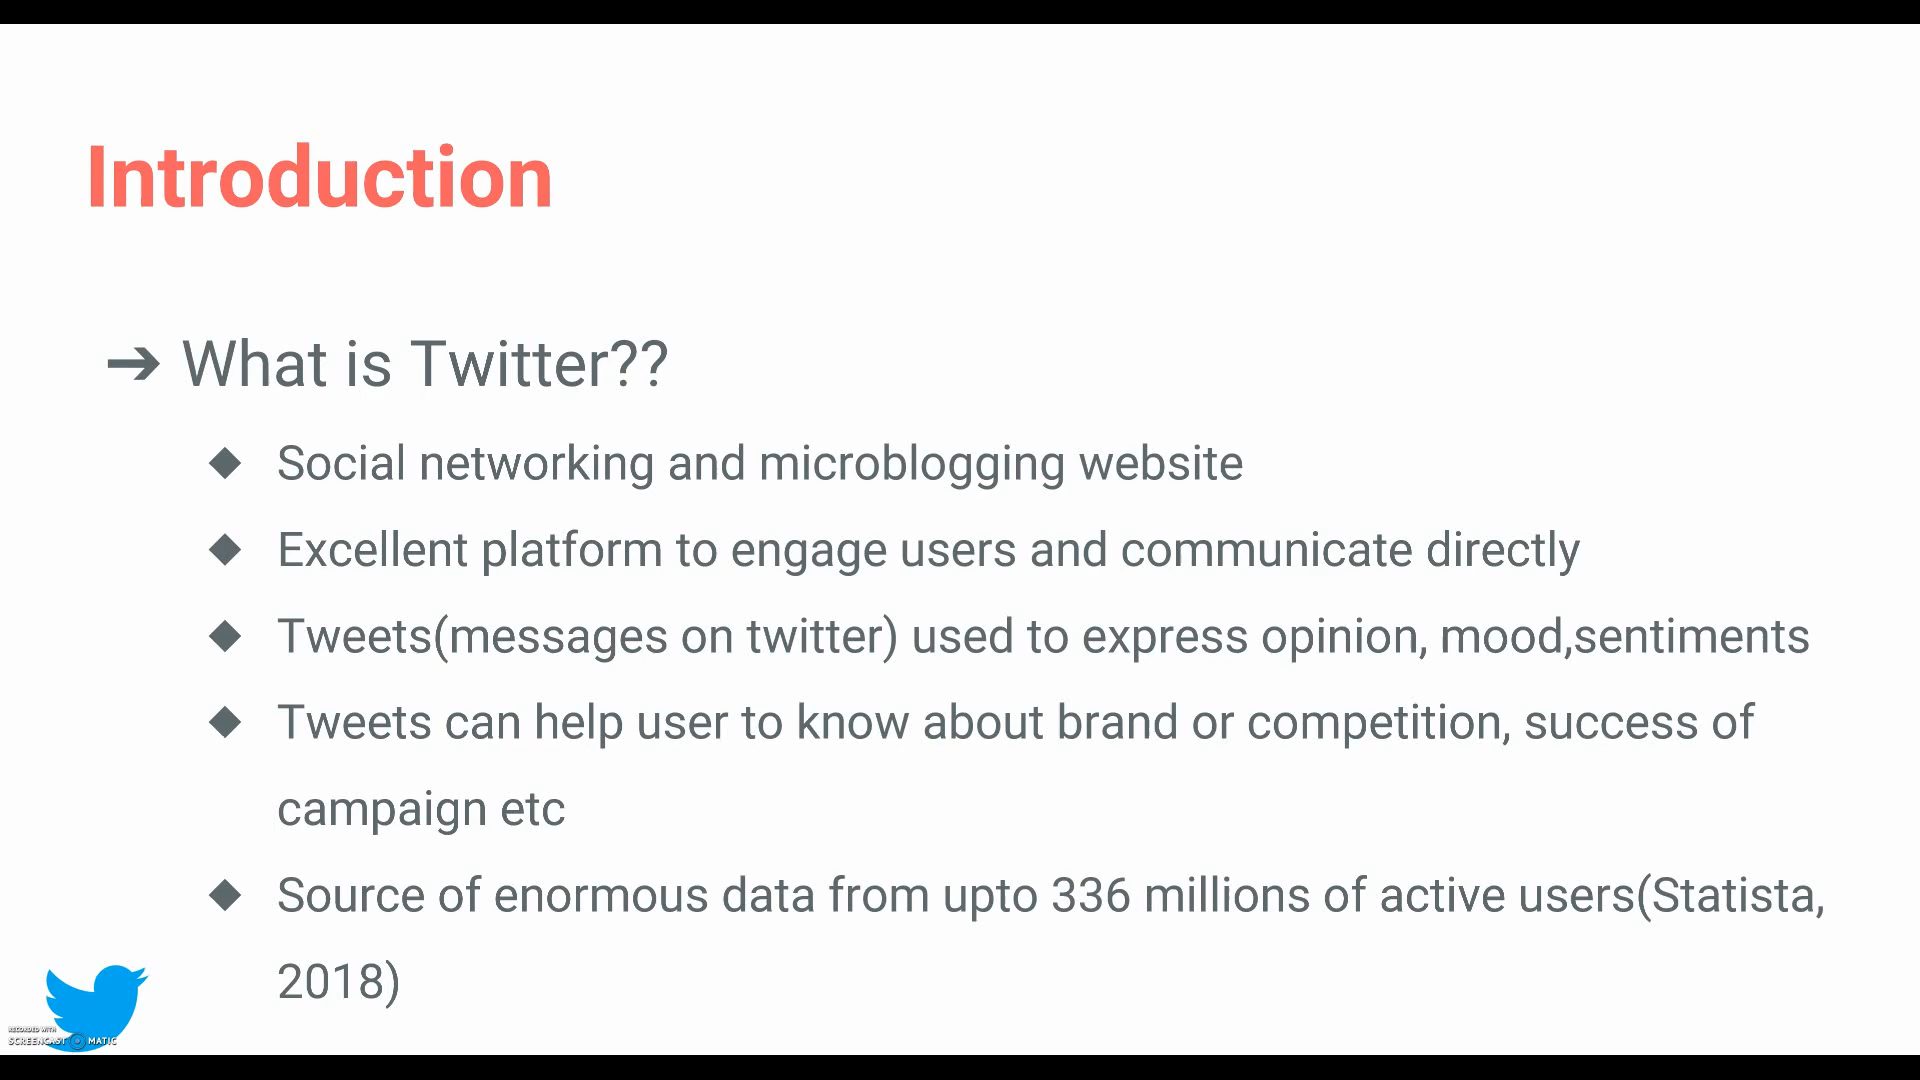 Introduction
➔ What is Twitter??
◆ Social networking and microblogging website
◆ Excellent platform to engage users and communicate directly
◆ Tweets(messages on twitter) used to express opinion, mood,sentiments
◆ Tweets can help user to know about brand or competition, success of
campaign etc
◆ Source of enormous data from upto 336 millions of active users(Statista,
2018)
RECORDED WITH
SCREENCAST MATIC